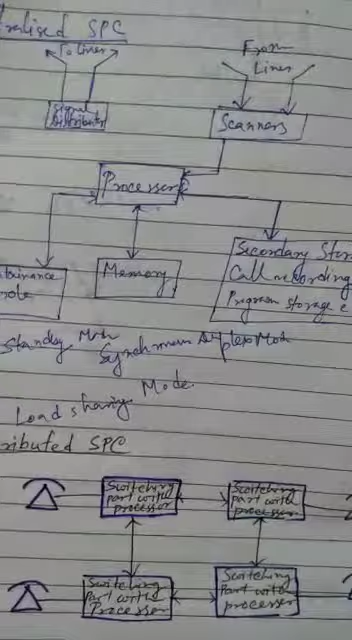 ralised SPC
To Lines
From
Lines
Signal
Distributor
Scanners
Processor
Memory
Secondary Stor
Call recording
Program storage e
Standby Mode
Synchronous Duplex Mode
Load sharing Mode
ributed SPC
Switching
part with
processor
Switching
part with
processor
Switching
Part with
Processor
Switching
part with
processor